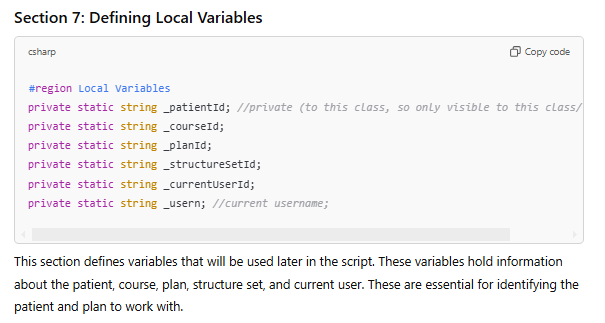 Section 7: Defining Local Variables
csharp
Copy code
#region Local Variables
private static string _patientId; //private (to this class, so only visible to this class/
private static string _courseId;
private static string _planId;
private static string _structureSetId;
private static string _currentUserId;
private static string _usern; //current username;
This section defines variables that will be used later in the script. These variables hold information
about the patient, course, plan, structure set, and current user. These are essential for identifying the
patient and plan to work with.